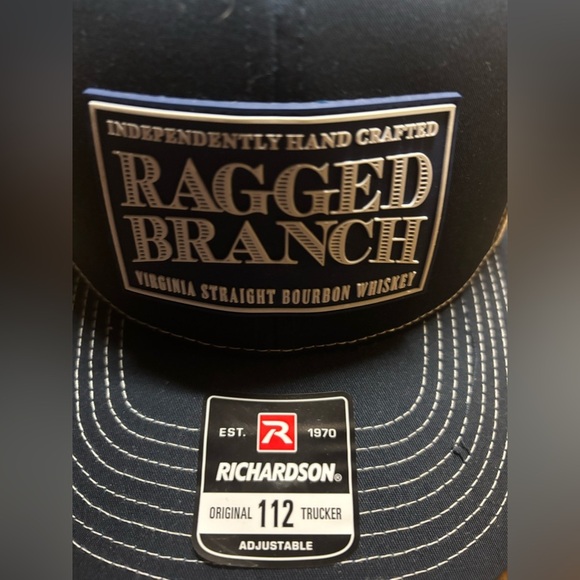 INDEPENDENTLY HAND CRAFTED
RAGGED
BRANCH
VIRGINIA STRAIGHT BOURBON WHISKEY
EST. R 1970
RICHARDSON®
ORIGINAL 112 TRUCKER
ADJUSTABLE